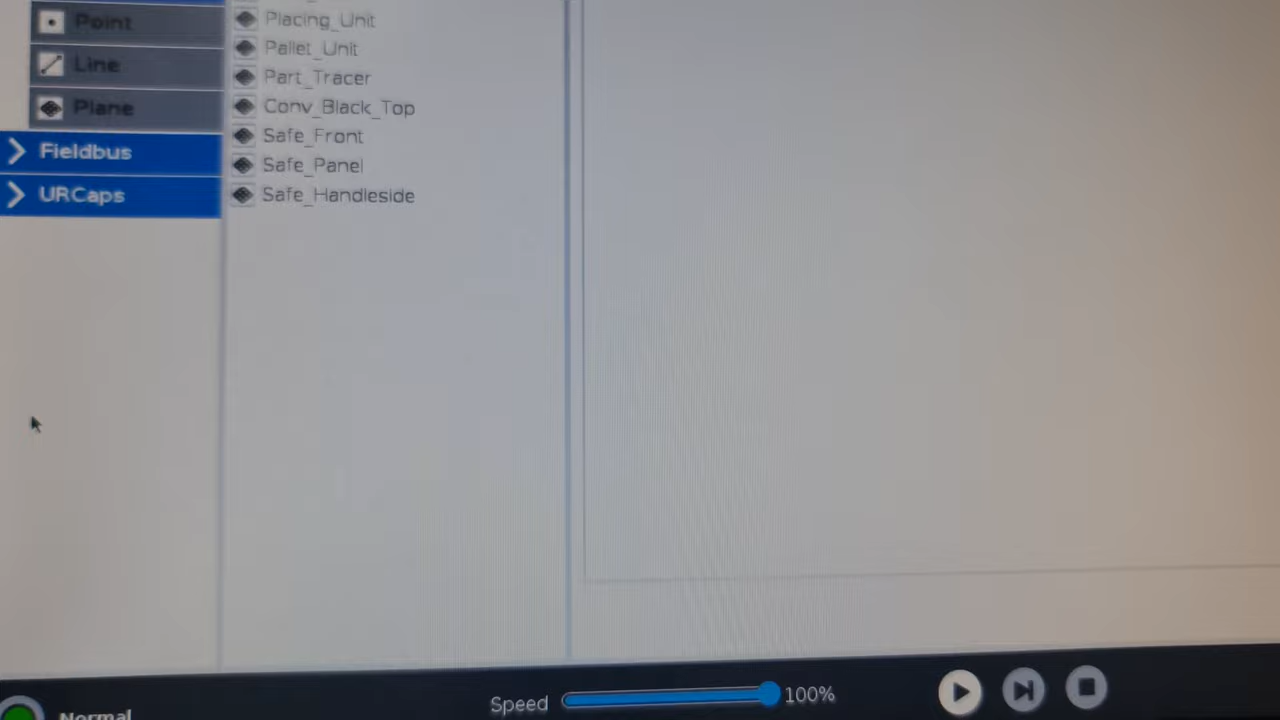 Point
Line
Plane
Fieldbus
URCaps
Placing_Unit
Pallet_Unit
Part_Tracer
Conv_Black_Top
Safe_Front
Safe_Panel
Safe_Handleside
Normal
Speed
100%